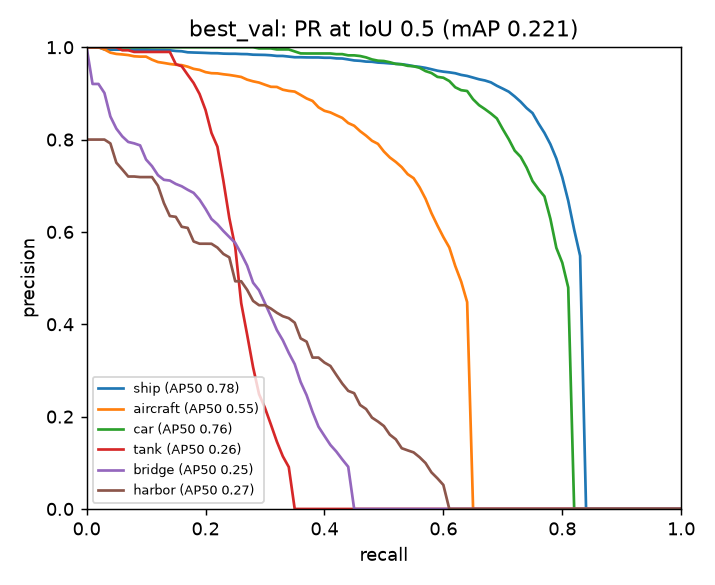 best_val: PR at IoU 0.5 (mAP 0.221)
precision
1.0
0.8
0.6
0.4
0.2
0.0
ship (AP50 0.78)
aircraft (AP50 0.55)
car (AP50 0.76)
tank (AP50 0.26)
bridge (AP50 0.25)
harbor (AP50 0.27)
0.0 0.2 0.4 0.6 0.8 1.0
recall